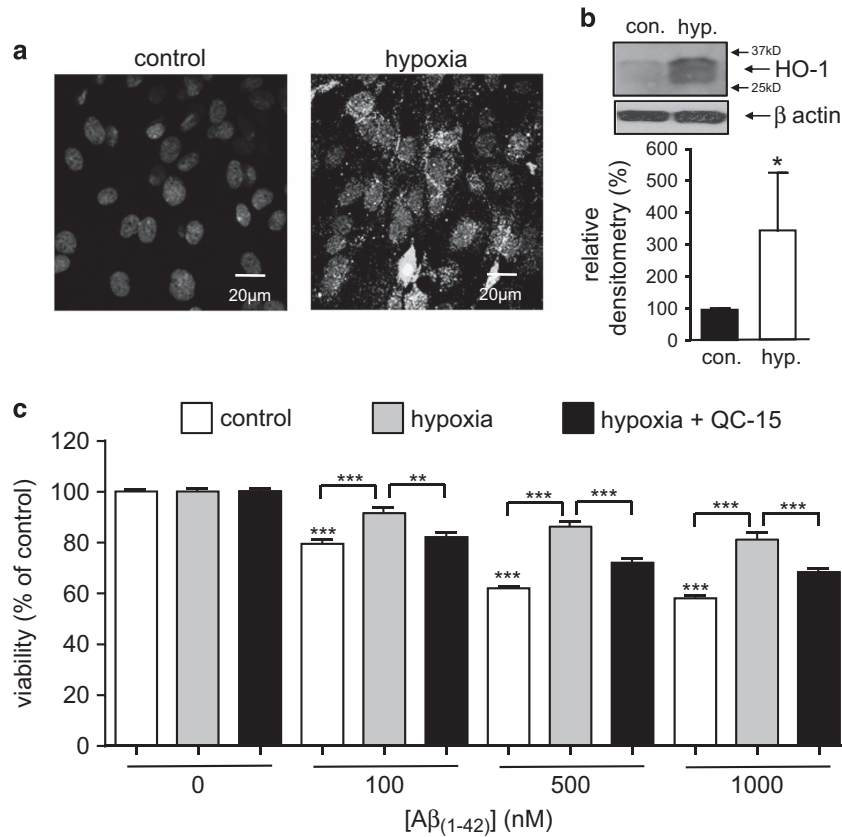 a
control
hypoxia
20μm
20μm
b
con. hyp.
37kD
HO-1
25kD
β actin
relative densitometry (%)
600
500
400
300
200
100
0
*
con. hyp.
c
control
hypoxia
hypoxia + QC-15
viability (% of control)
120
100
80
60
40
20
0
***
***
**
***
***
***
***
***
***
0
100
500
1000
[Aβ(1-42)] (nM)